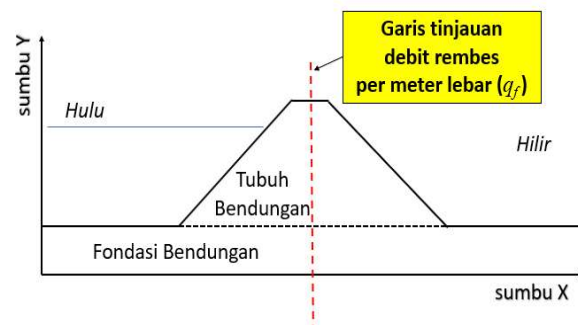 Garis tinjauan
debit rembes
per meter lebar (q_f)
sumbu Y
Hulu
Hilir
Tubuh
Bendungan
Fondasi Bendungan
sumbu X